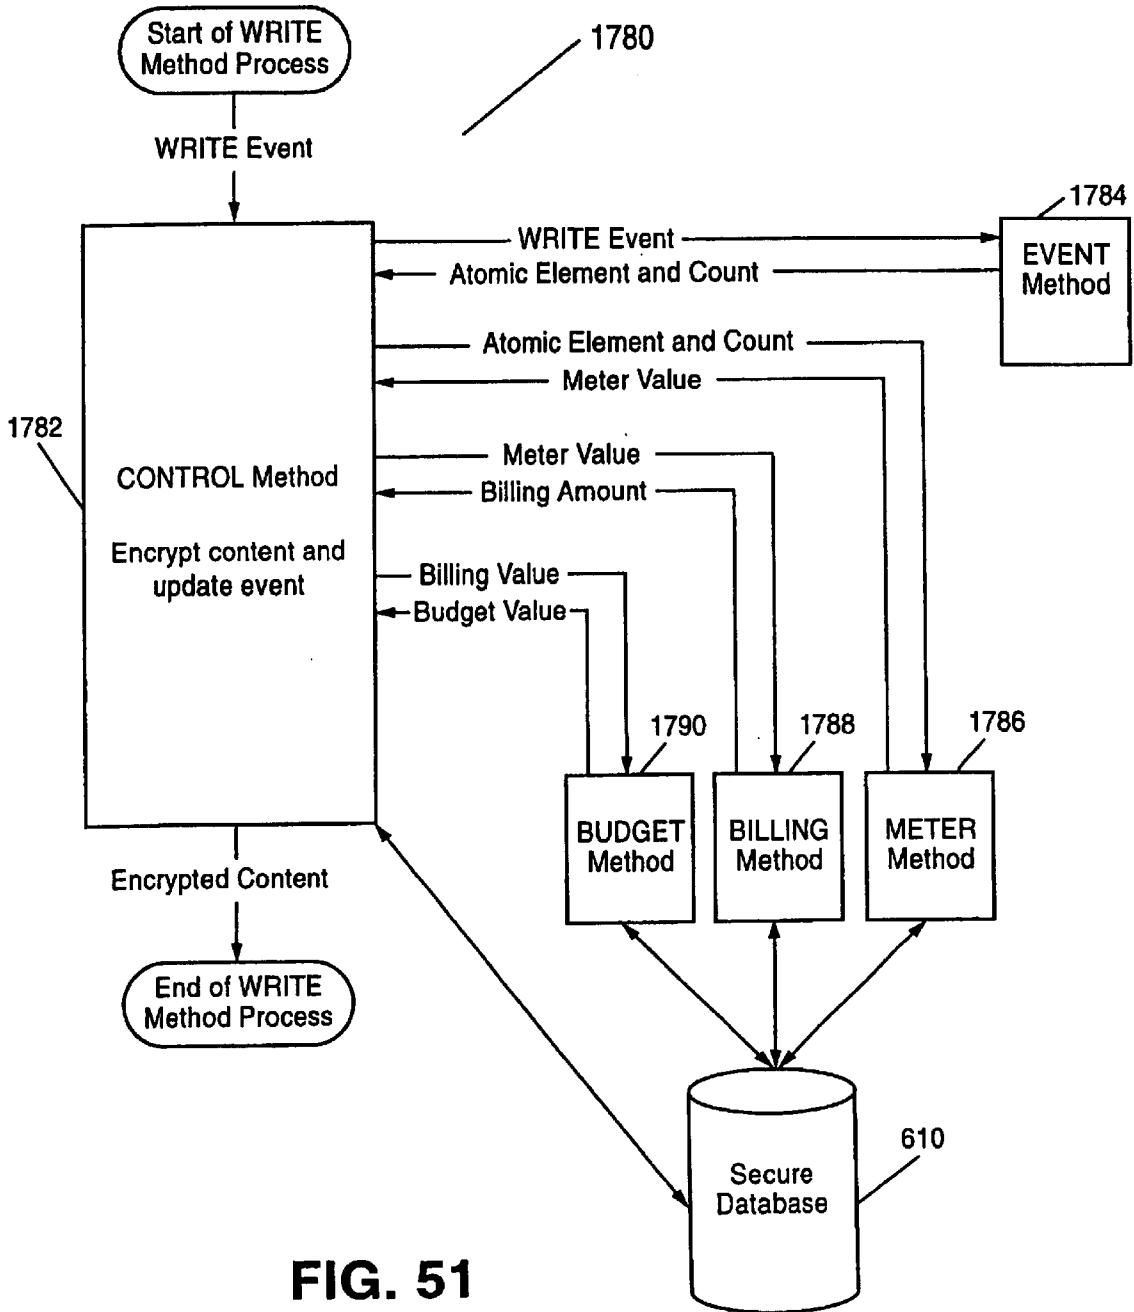 Start of WRITE
Method Process
1780
WRITE Event
1784
WRITE Event
EVENT
Method
Atomic Element and Count
Atomic Element and Count
Meter Value
1782
Meter Value
CONTROL Method
Billing Amount
Encrypt content and
update event
Billing Value
Budget Value
1790
1788
1786
BUDGET
Method
BILLING
Method
METER
Method
Encrypted Content
End of WRITE
Method Process
610
Secure
Database
FIG. 51